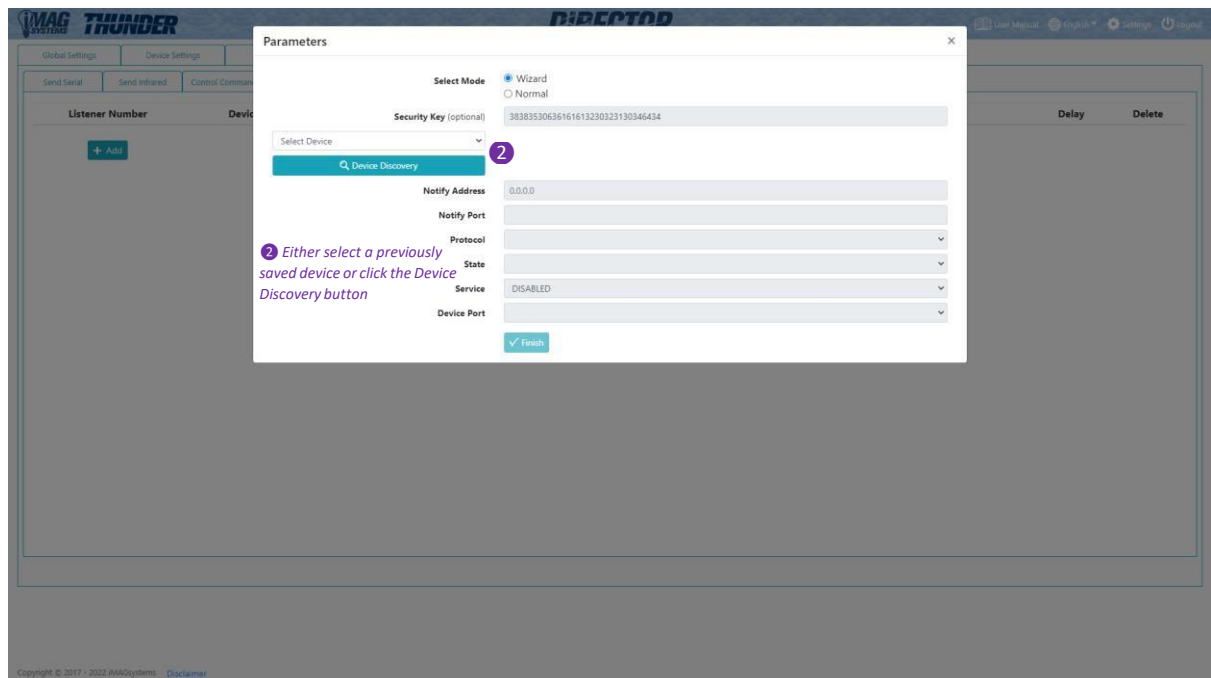 iMAG SYSTEMS THUNDER DIRECTOR User Manual English Settings Logout
Parameters ×
Global Settings Device Settings
Send Serial Send Infrared Control Comman
Select Mode Wizard
Normal
Listener Number Devic Delay Delete
Security Key (optional) 38383530636161613230323130346434
Select Device
+ Add
2
Device Discovery
Notify Address 0.0.0.0
Notify Port
Protocol
2 Either select a previously
saved device or click the Device
Discovery button
State
Service DISABLED
Device Port
✓ Finish
Copyright © 2017 - 2022 iMAGsystems Disclaimer